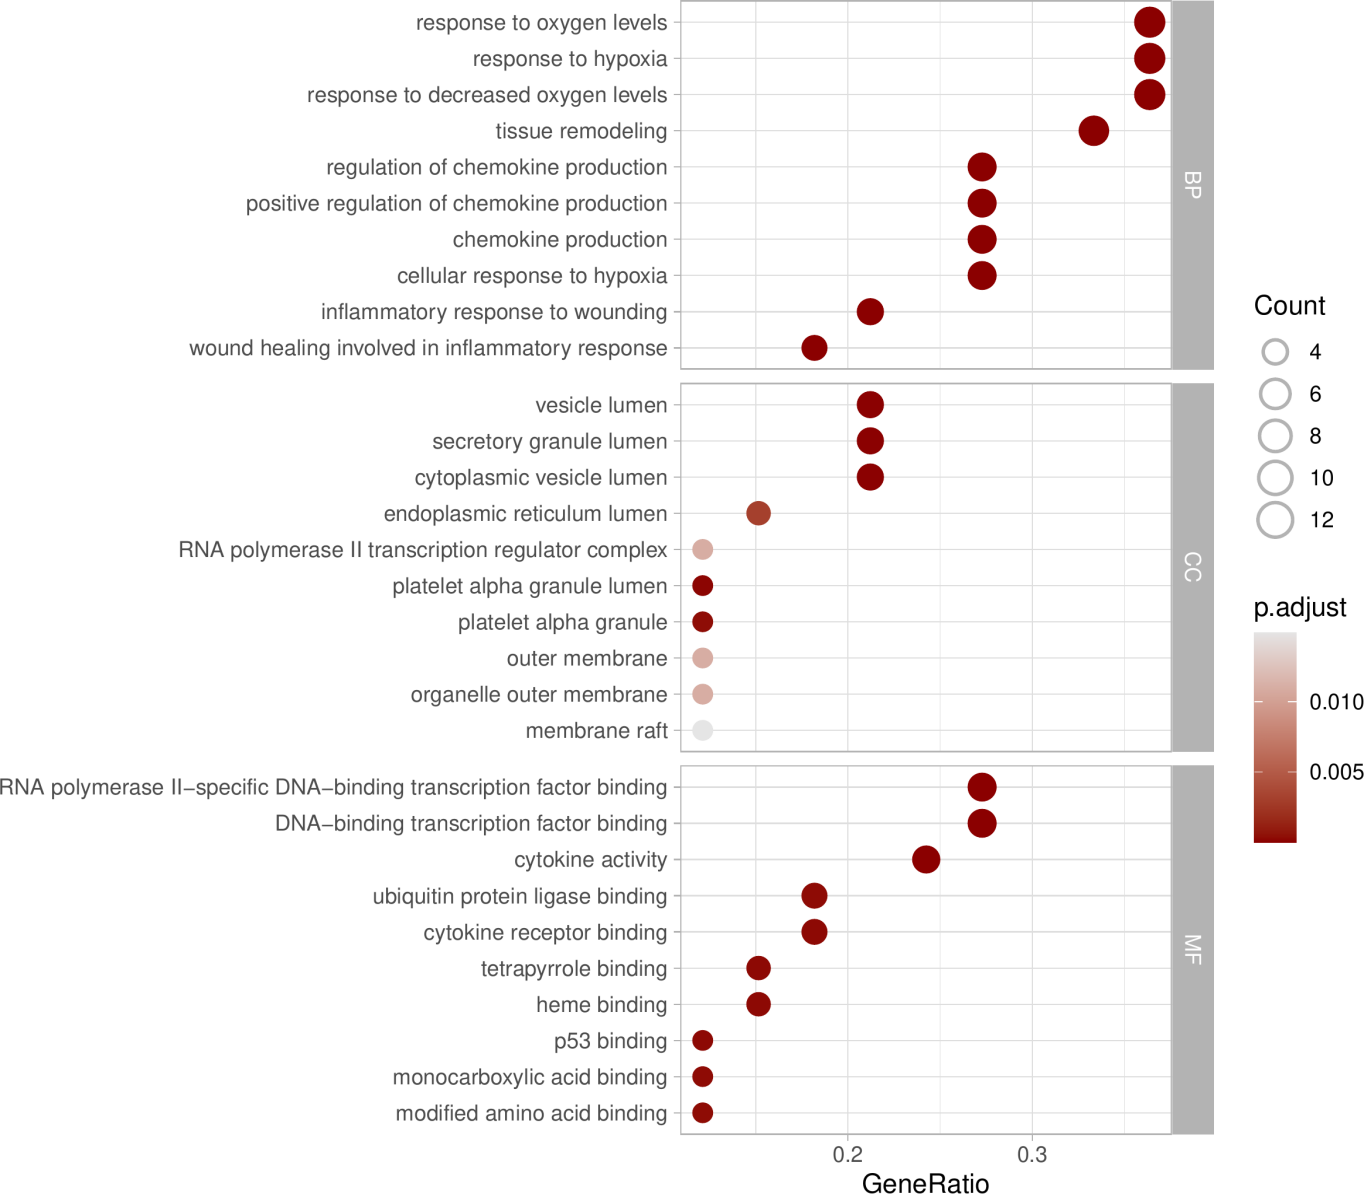 response to oxygen levels
response to hypoxia
response to decreased oxygen levels
tissue remodeling
regulation of chemokine production
positive regulation of chemokine production
chemokine production
cellular response to hypoxia
inflammatory response to wounding
wound healing involved in inflammatory response
BP
vesicle lumen
secretory granule lumen
cytoplasmic vesicle lumen
endoplasmic reticulum lumen
RNA polymerase II transcription regulator complex
platelet alpha granule lumen
platelet alpha granule
outer membrane
organelle outer membrane
membrane raft
CC
RNA polymerase II−specific DNA−binding transcription factor binding
DNA−binding transcription factor binding
cytokine activity
ubiquitin protein ligase binding
cytokine receptor binding
tetrapyrrole binding
heme binding
p53 binding
monocarboxylic acid binding
modified amino acid binding
MF
0.2 0.3
GeneRatio
Count
4
6
8
10
12
p.adjust
0.010
0.005